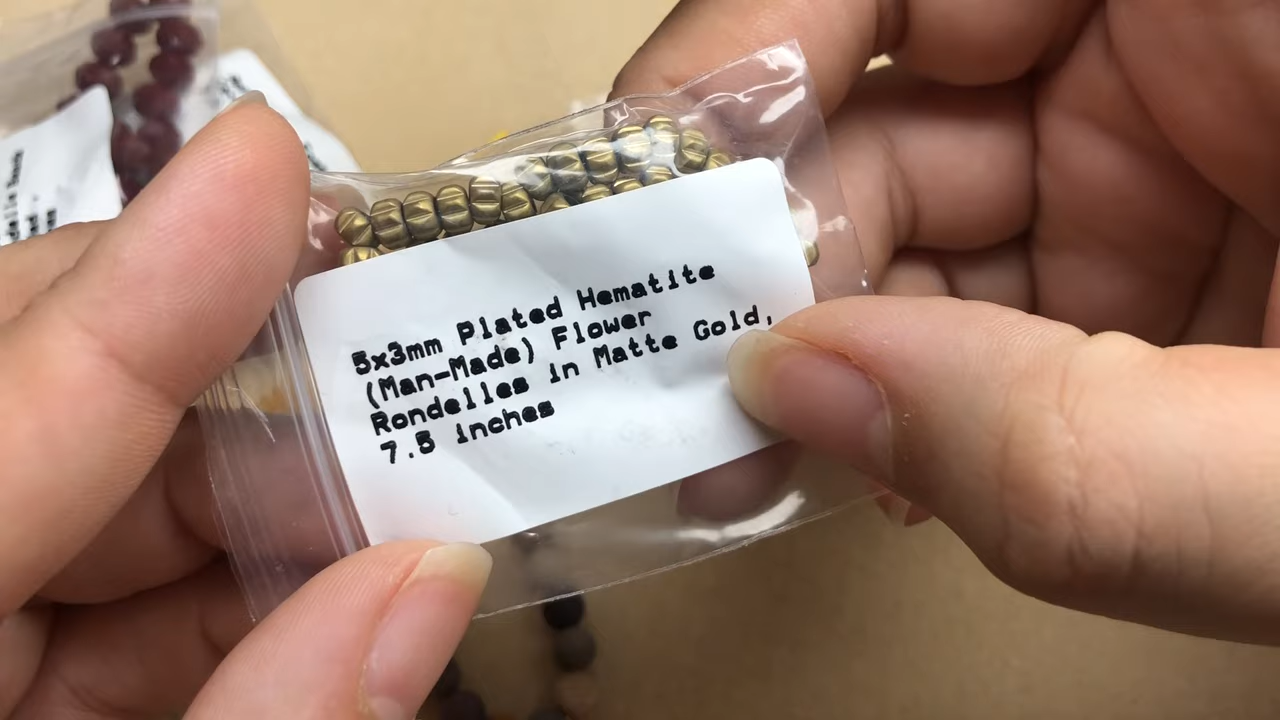 5x3mm Plated Hematite
(Man-Made) Flower
Rondelles in Matte Gold,
7.5 inches